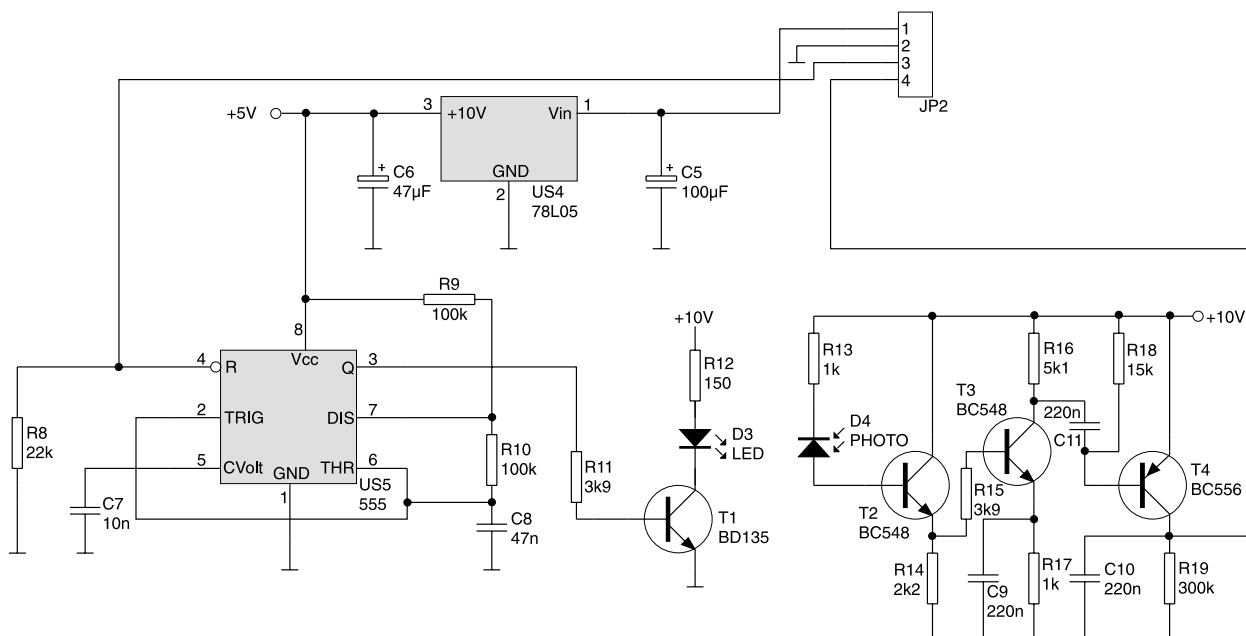 1
2
3
4
JP2
+5V
3
+10V
Vin
1
GND
2
US4
78L05
C6
47µF
+
C5
100µF
+
R9
100k
8
Vcc
4
R
Q
3
2
TRIG
DIS
7
5
CVolt
THR
6
GND
1
US5
555
R8
22k
C7
10n
R10
100k
C8
47n
R11
3k9
+10V
R12
150
D3
LED
T1
BD135
R13
1k
D4
PHOTO
T2
BC548
R14
2k2
R15
3k9
T3
BC548
R16
5k1
220n
C11
R18
15k
+10V
T4
BC556
C9
220n
R17
1k
C10
220n
R19
300k